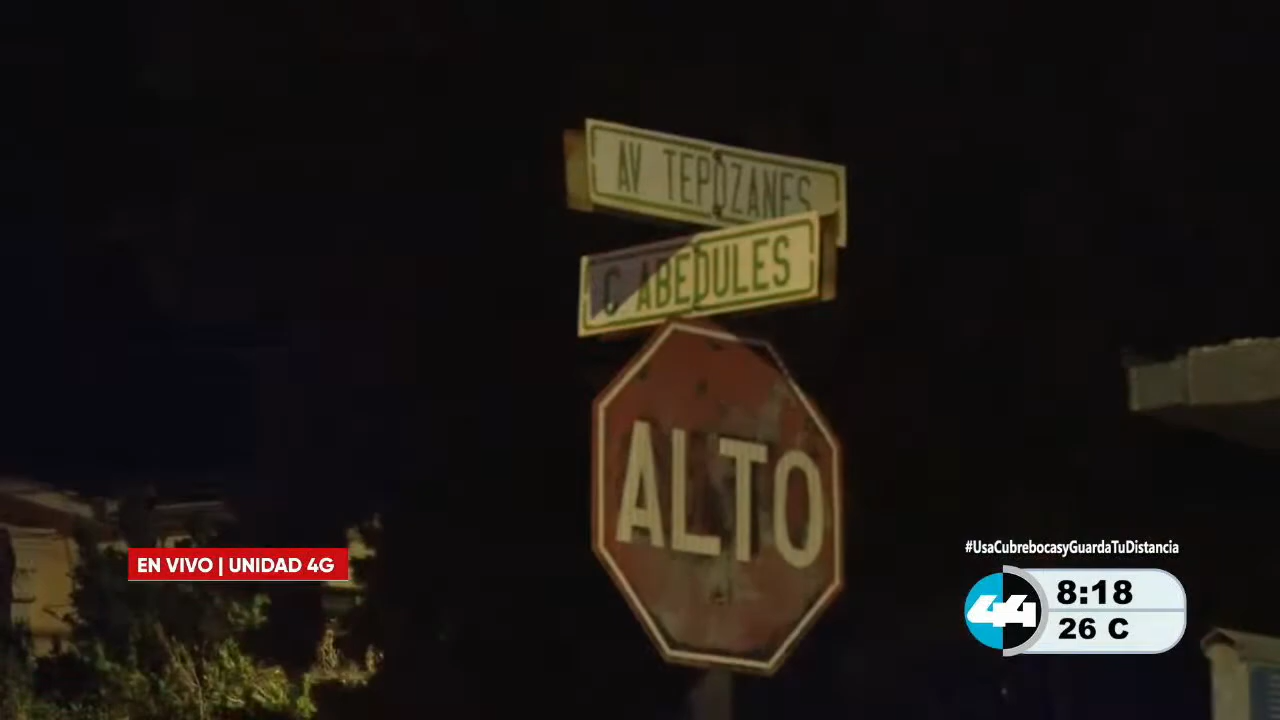 AV TEPOZANES
C ABEDULES
ALTO
EN VIVO | UNIDAD 4G
#UsaCubrebocasyGuardaTuDistancia
44
8:18
26 C